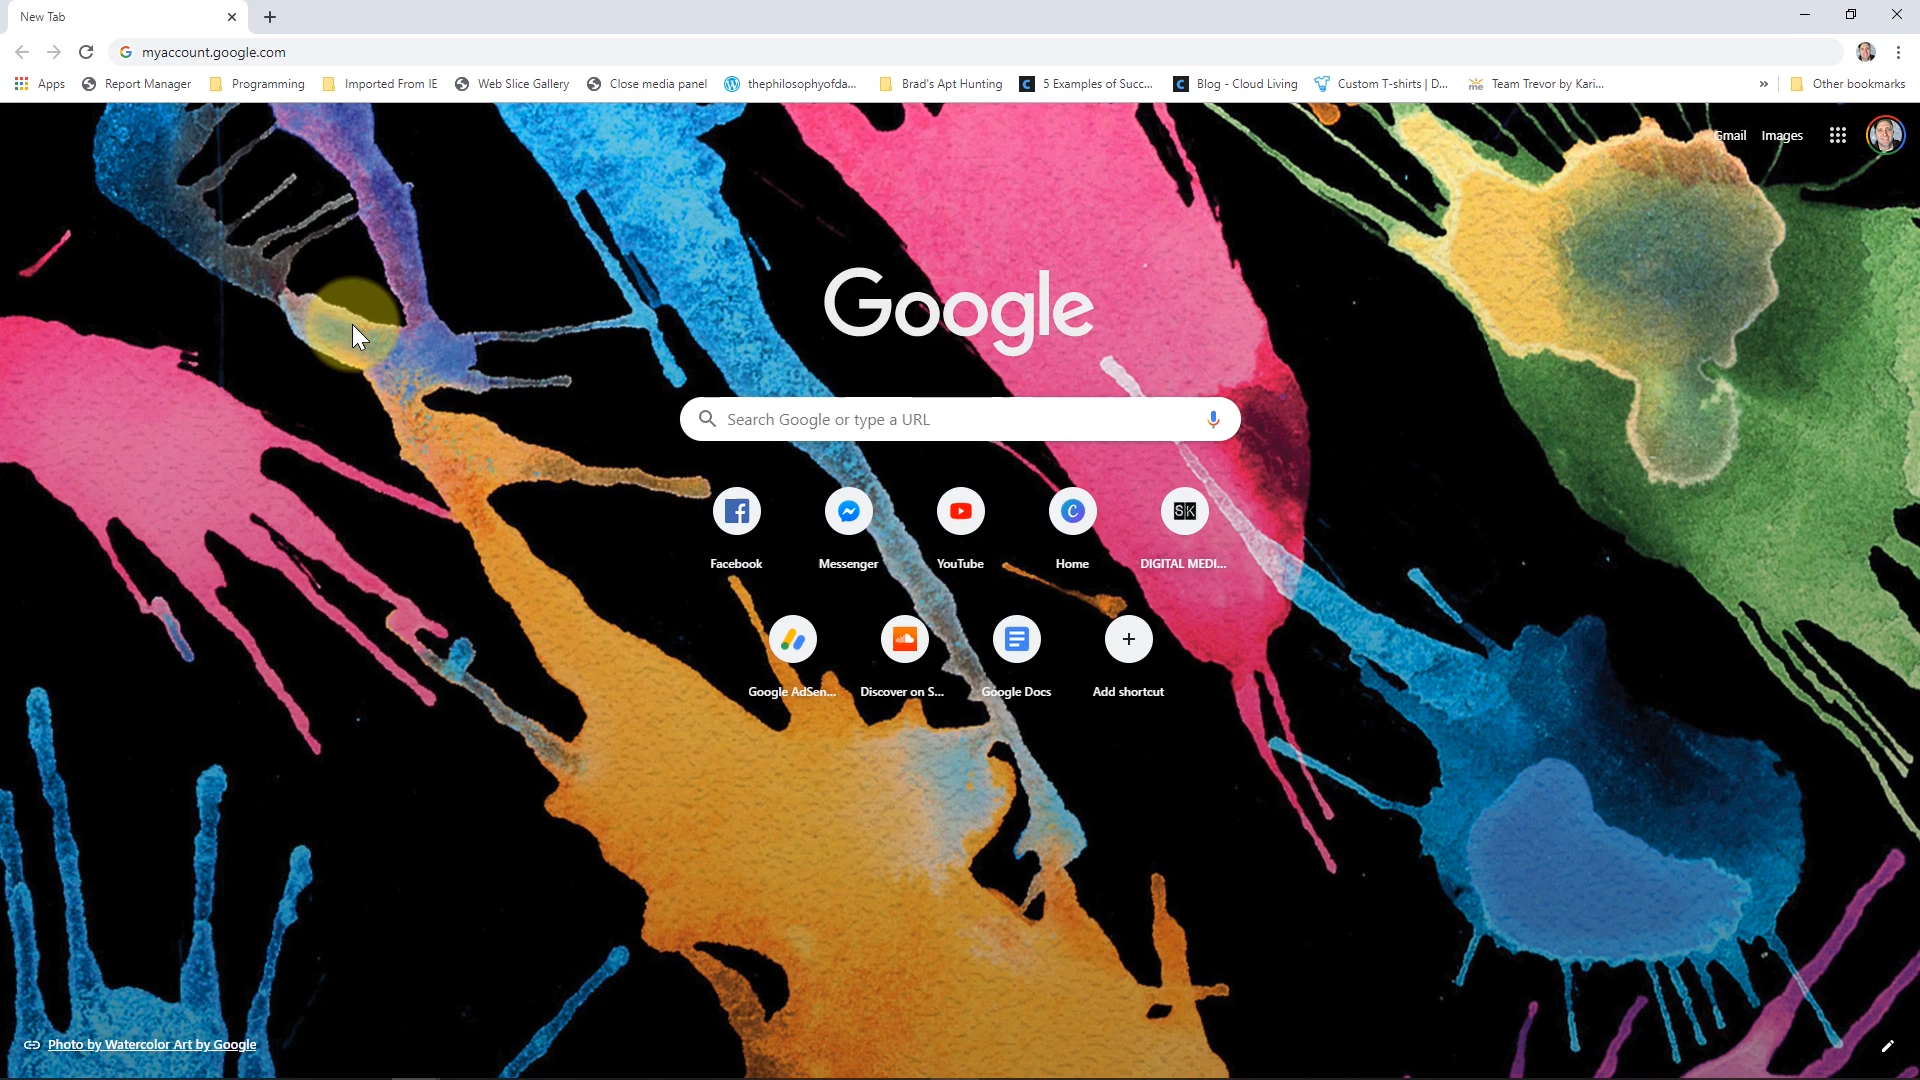 New Tab
myaccount.google.com
Apps Report Manager Programming Imported From IE Web Slice Gallery Close media panel thephilosophyofda... Brad's Apt Hunting 5 Examples of Succ... Blog - Cloud Living Custom T-shirts | D... Team Trevor by Kari... » Other bookmarks
Gmail Images
Google
Search Google or type a URL
Facebook Messenger YouTube Home DIGITAL MEDI...
Google AdSen... Discover on S... Google Docs Add shortcut
Photo by Watercolor Art by Google